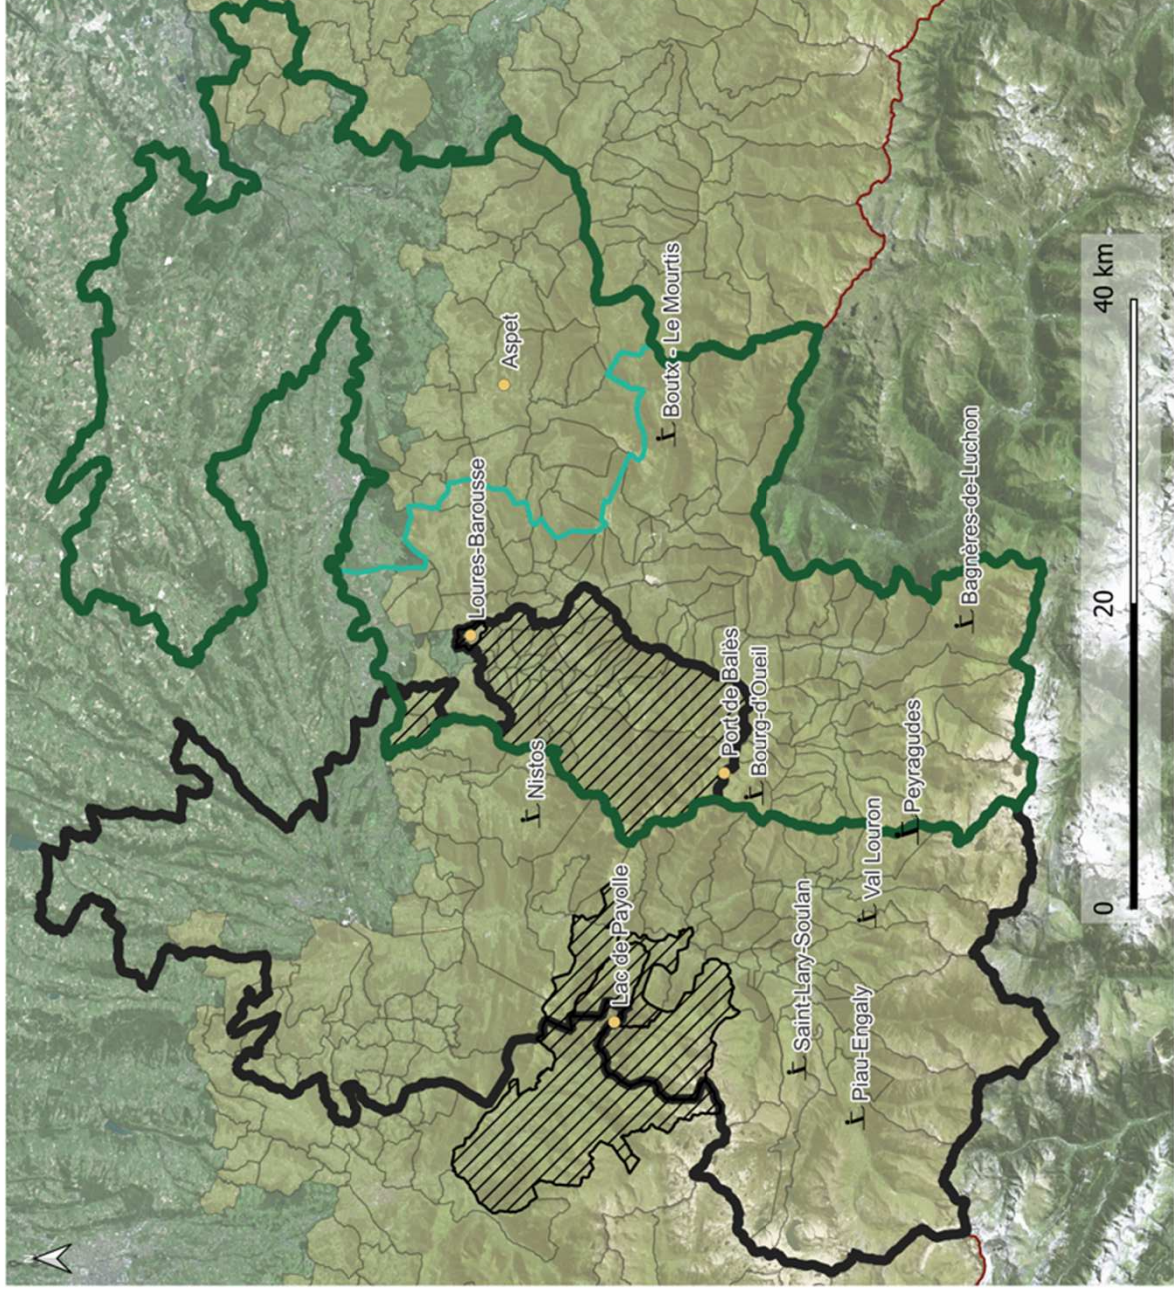 Aspet
Boutx - Le Mourtis
Loures-Barousse
Bagnères-de-Luchon
Port de Balès
Bourg-d'Oueil
Nistos
Peyragudes
Val Louron
Lac de Payolle
Saint-Lary-Soulan
Piau-Engaly
0 20 40 km